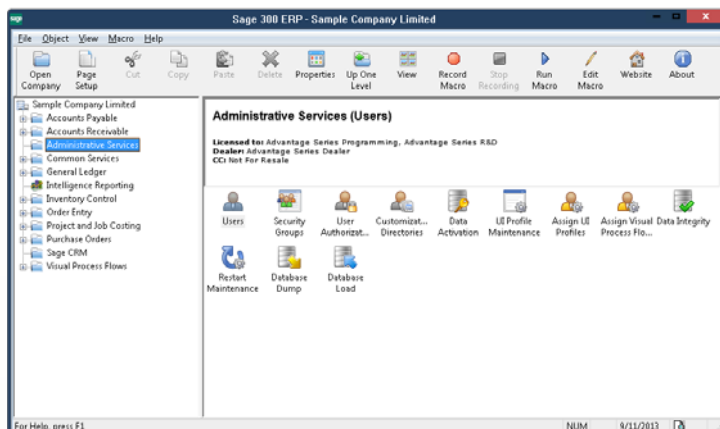 sage
Sage 300 ERP - Sample Company Limited
File Object View Macro Help
Open Company
Page Setup
Cut
Copy
Paste
Delete
Properties
Up One Level
View
Record Macro
Stop Recording
Run Macro
Edit Macro
Website
About
Sample Company Limited
Accounts Payable
Accounts Receivable
Administrative Services
Common Services
General Ledger
Intelligence Reporting
Inventory Control
Order Entry
Project and Job Costing
Purchase Orders
Sage CRM
Visual Process Flows
Administrative Services (Users)
Licensed to: Advantage Series Programming, Advantage Series R&D
Dealer: Advantage Series Dealer
CC: Not For Resale
Users
Security Groups
User Authorizat...
Customizat... Directories
Data Activation
UI Profile Maintenance
Assign UI Profiles
Assign Visual Process Flo...
Data Integrity
Restart Maintenance
Database Dump
Database Load
For Help, press F1
NUM
9/11/2013